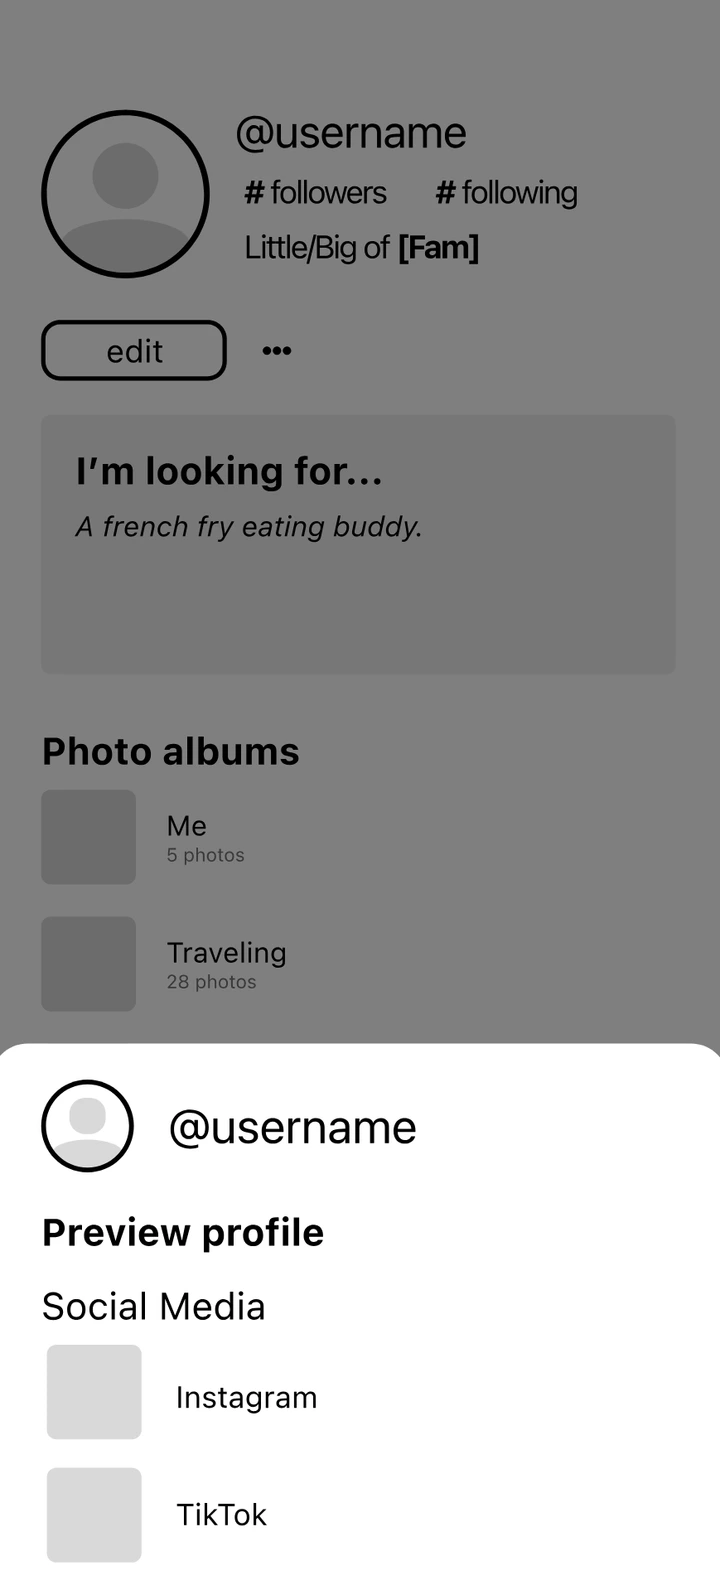 @username
# followers # following
Little/Big of [Fam]
edit •••
I’m looking for...
A french fry eating buddy.
Photo albums
Me
5 photos
Traveling
28 photos
@username
Preview profile
Social Media
Instagram
TikTok